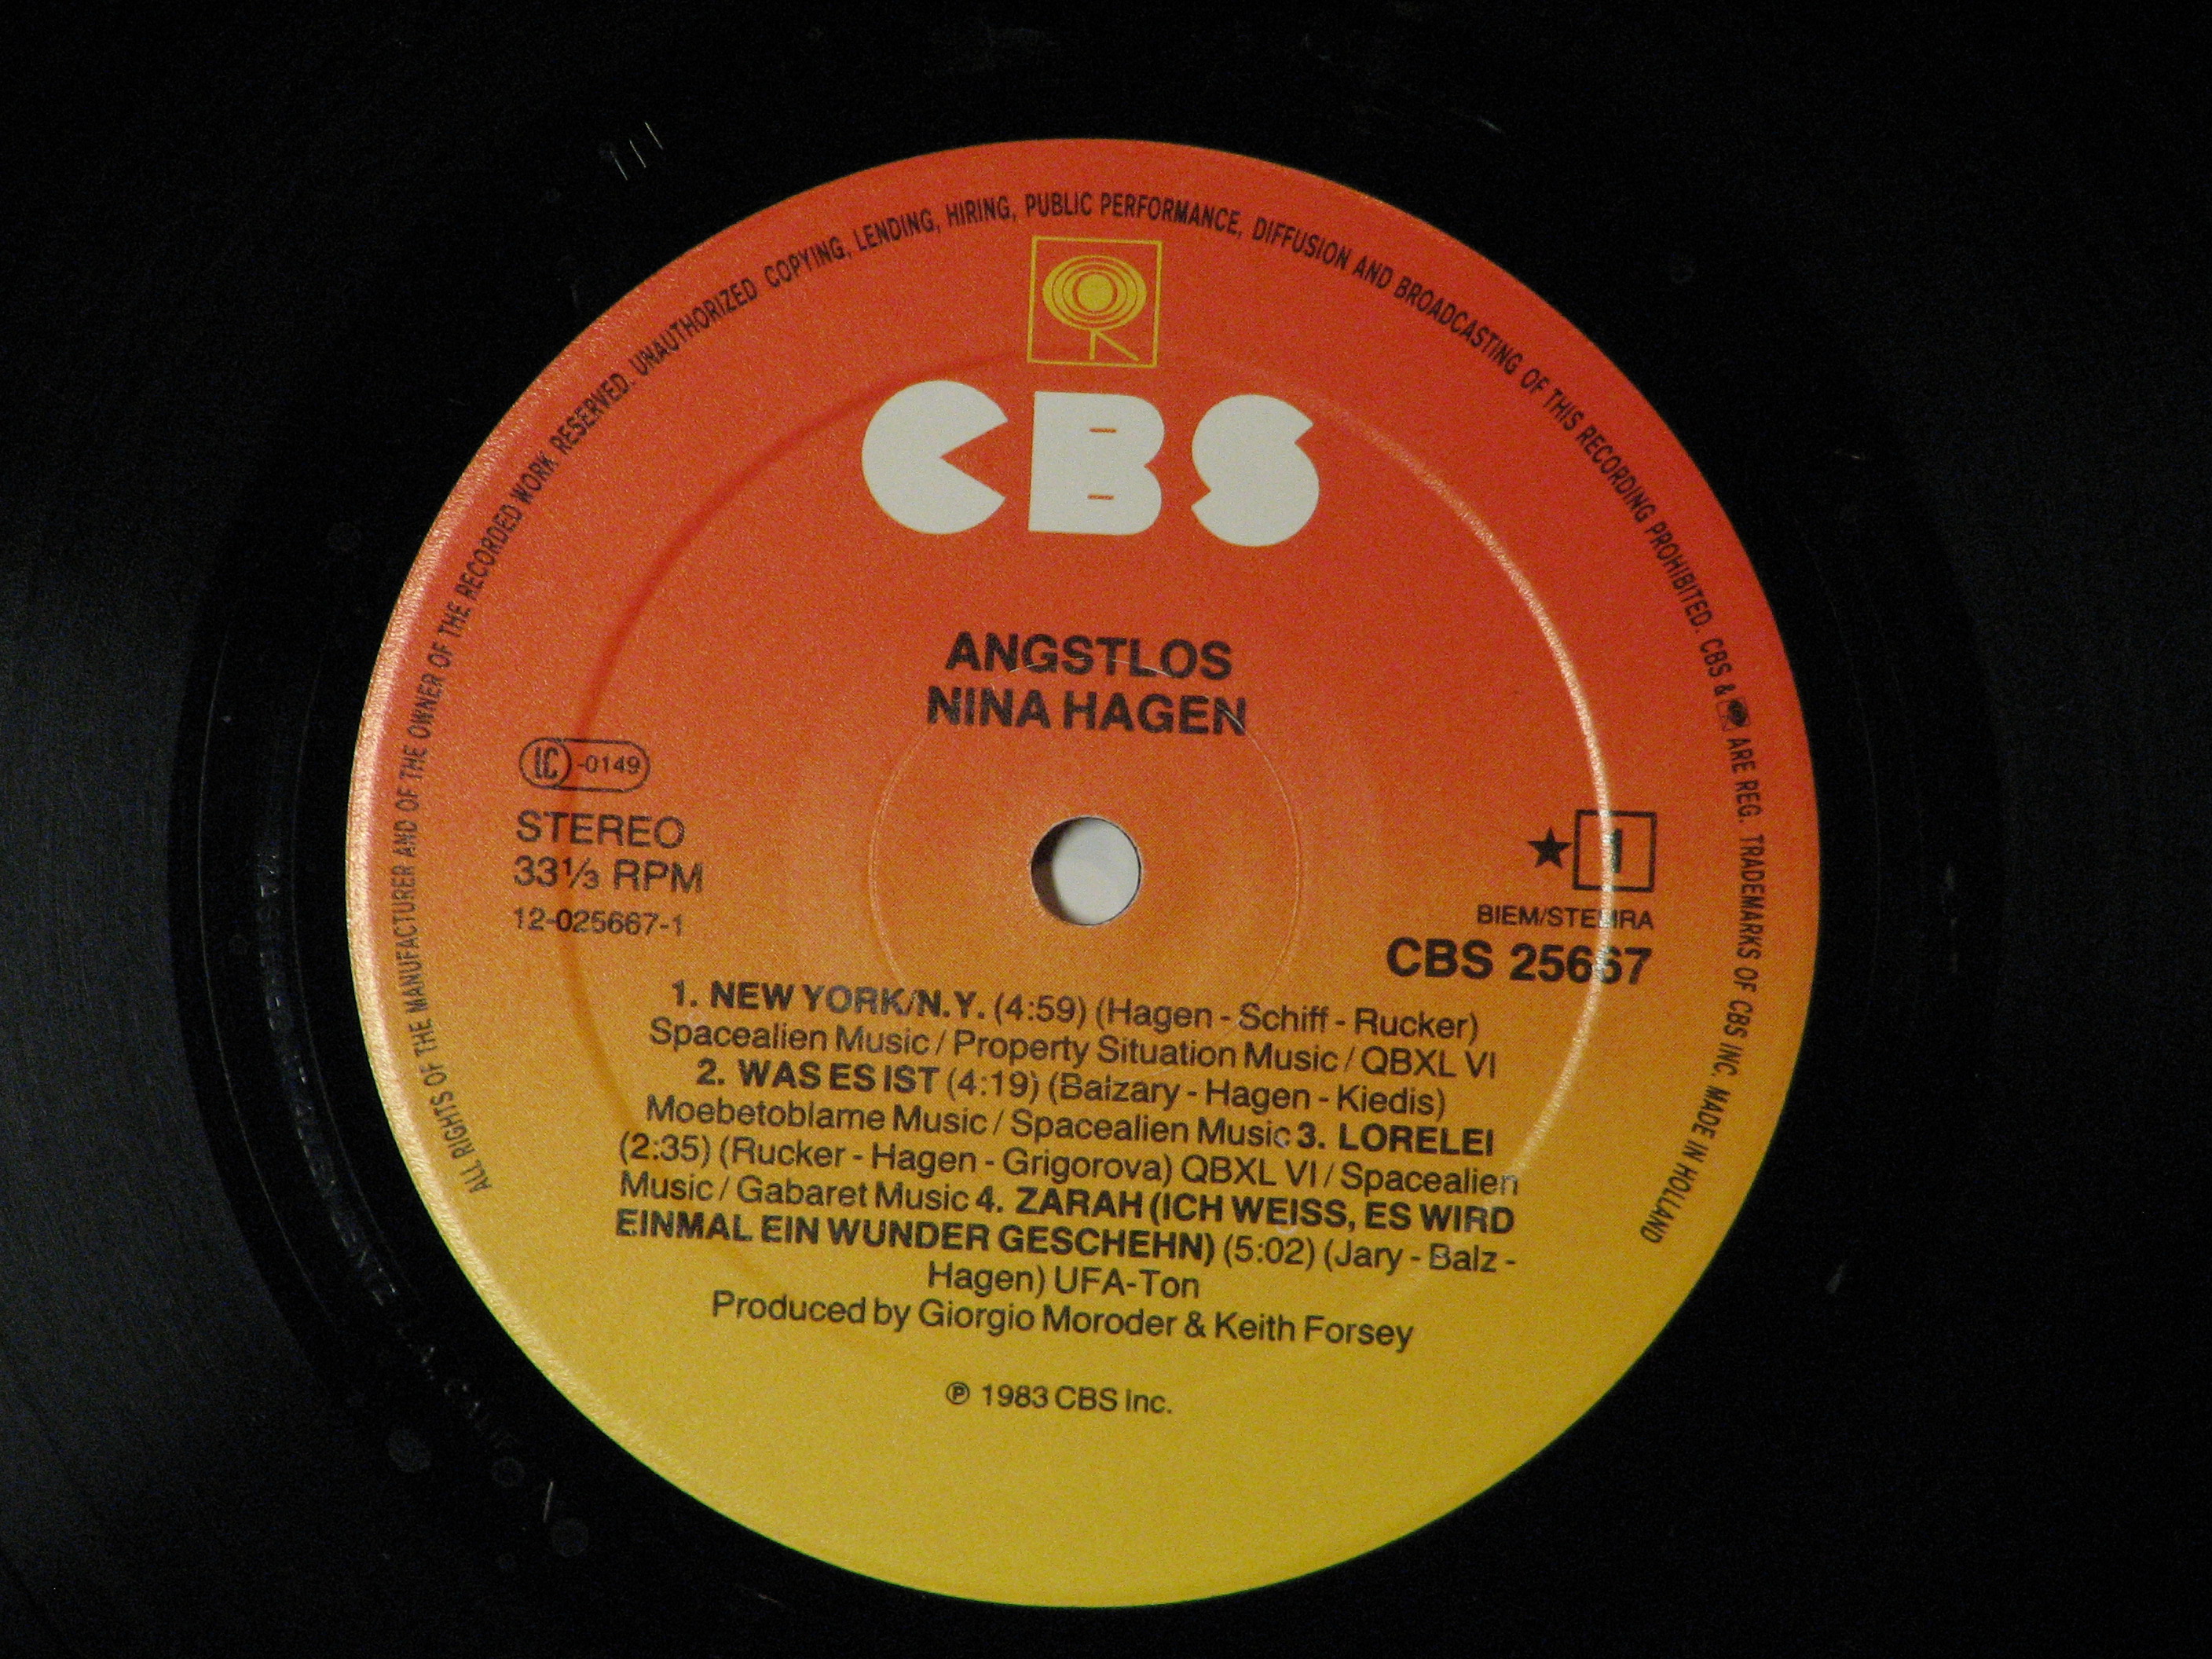 ALL RIGHTS OF THE MANUFACTURER AND OF THE OWNER OF THE RECORDED WORK RESERVED. UNAUTHORIZED COPYING, LENDING, HIRING, PUBLIC PERFORMANCE, DIFFUSION AND BROADCASTING OF THIS RECORDING PROHIBITED. CBS & ARE REG. TRADEMARKS OF CBS INC. MADE IN HOLLAND
CBS
ANGSTLOS
NINA HAGEN
LC -0149
STEREO
33⅓ RPM
12-025667-1
★ 1
BIEM/STEMRA
CBS 25667
1. NEW YORK/N.Y. (4:59) (Hagen - Schiff - Rucker)
Spacealien Music / Property Situation Music / QBXL VI
2. WAS ES IST (4:19) (Balzary - Hagen - Kiedis)
Moebetoblame Music / Spacealien Music 3. LORELEI
(2:35) (Rucker - Hagen - Grigorova) QBXL VI / Spacealien
Music / Gabaret Music 4. ZARAH (ICH WEISS, ES WIRD
EINMAL EIN WUNDER GESCHEHN) (5:02) (Jary - Balz -
Hagen) UFA-Ton
Produced by Giorgio Moroder & Keith Forsey
℗ 1983 CBS Inc.